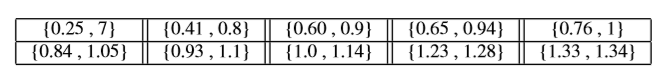 {0.25 , 7} {0.41 , 0.8} {0.60 , 0.9} {0.65 , 0.94} {0.76 , 1}
{0.84 , 1.05} {0.93 , 1.1} {1.0 , 1.14} {1.23 , 1.28} {1.33 , 1.34}